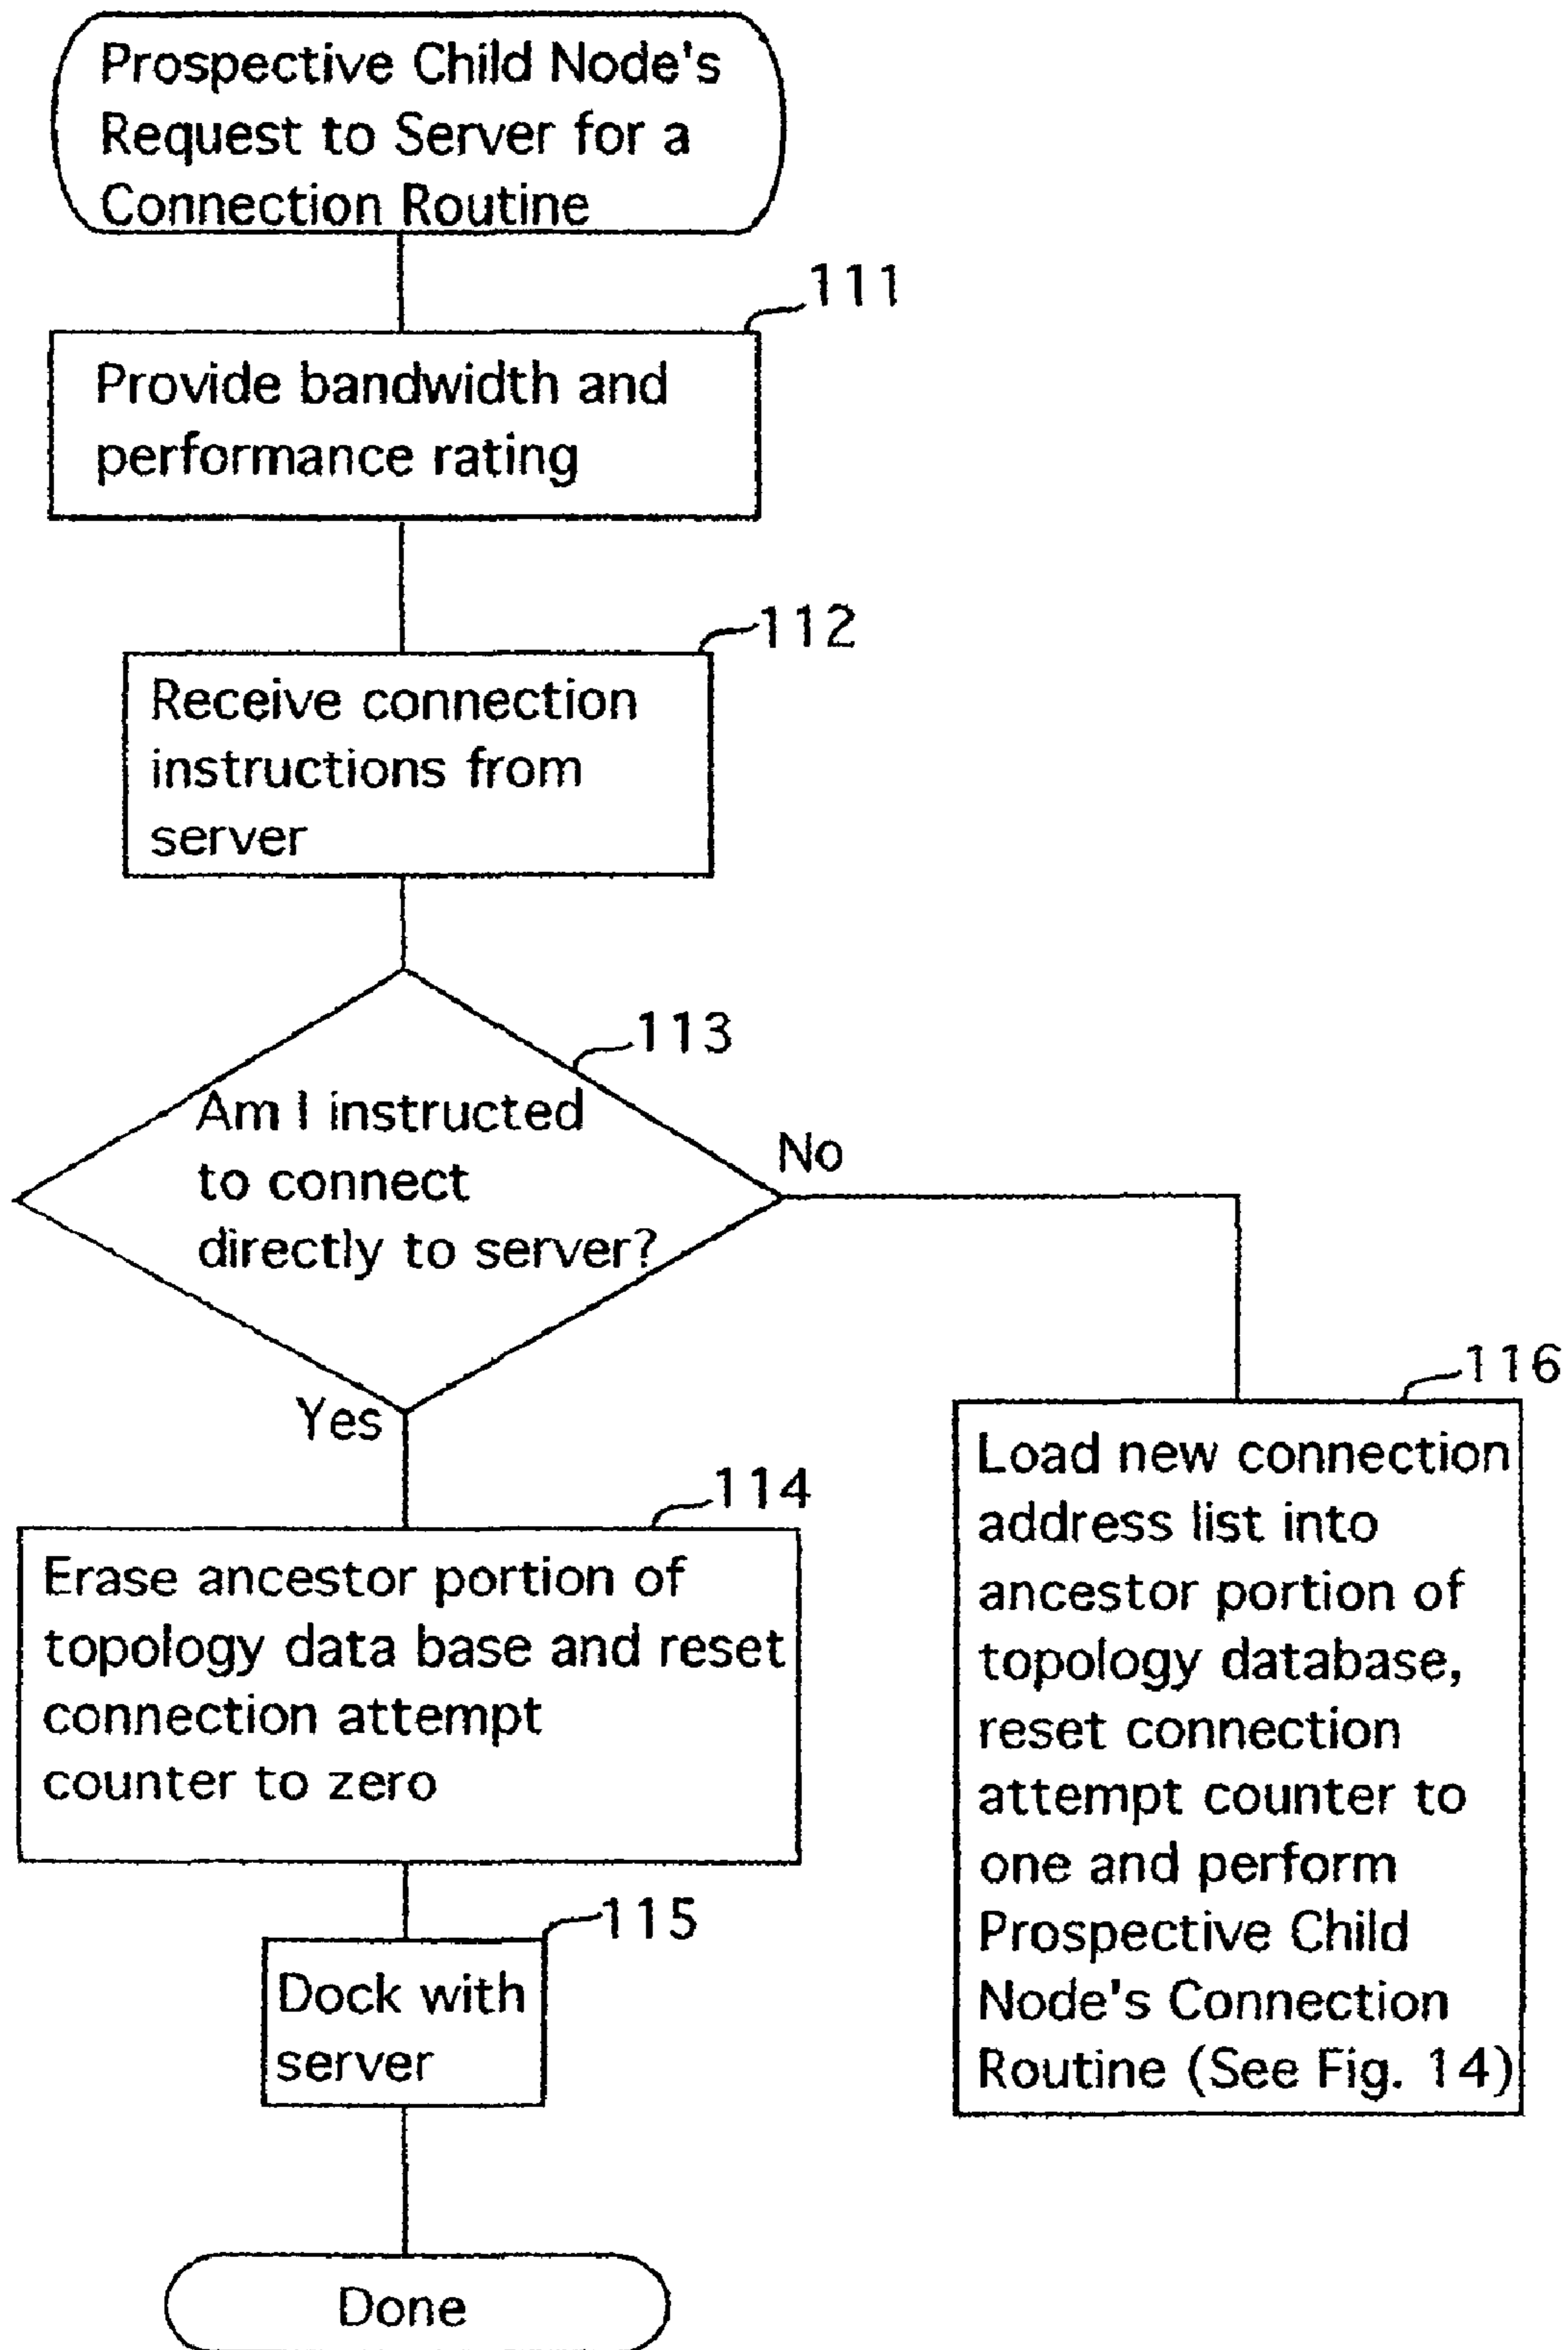 Prospective Child Node's
Request to Server for a
Connection Routine
111
Provide bandwidth and
performance rating
112
Receive connection
instructions from
server
113
Am I instructed
to connect
directly to server?
No
Yes
114
Erase ancestor portion of
topology data base and reset
connection attempt
counter to zero
115
Dock with
server
Done
116
Load new connection
address list into
ancestor portion of
topology database,
reset connection
attempt counter to
one and perform
Prospective Child
Node's Connection
Routine (See Fig. 14)